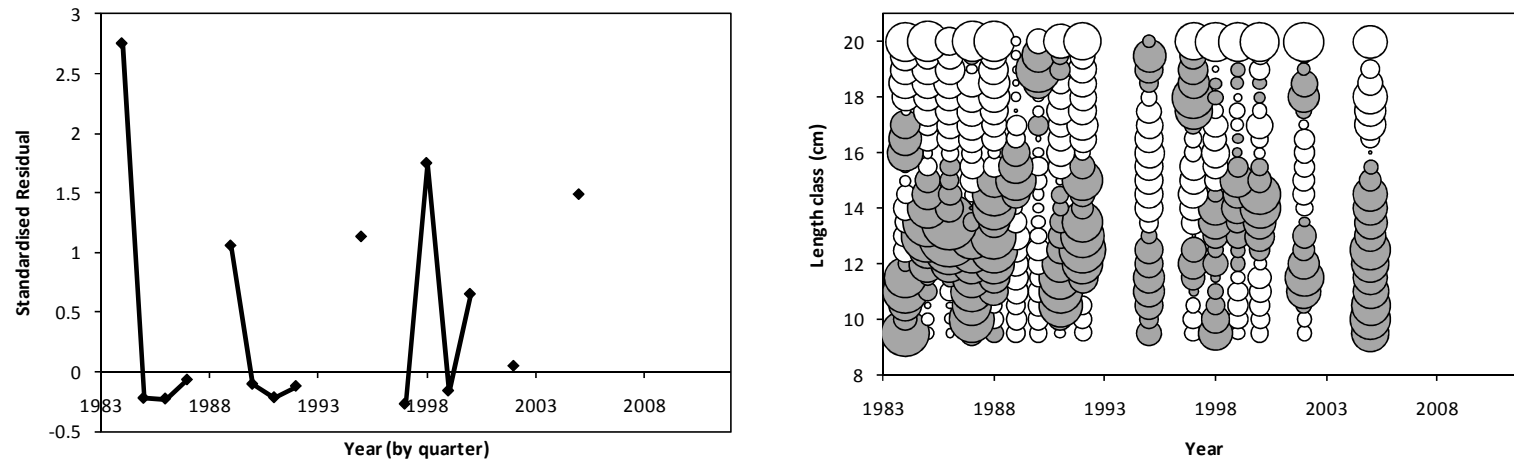 3
2.5
2
1.5
1
0.5
0
-0.5
1983 1988 1993 1998 2003 2008
Standardised Residual
Year (by quarter)
20
18
16
14
12
10
8
1983 1988 1993 1998 2003 2008
Length class (cm)
Year